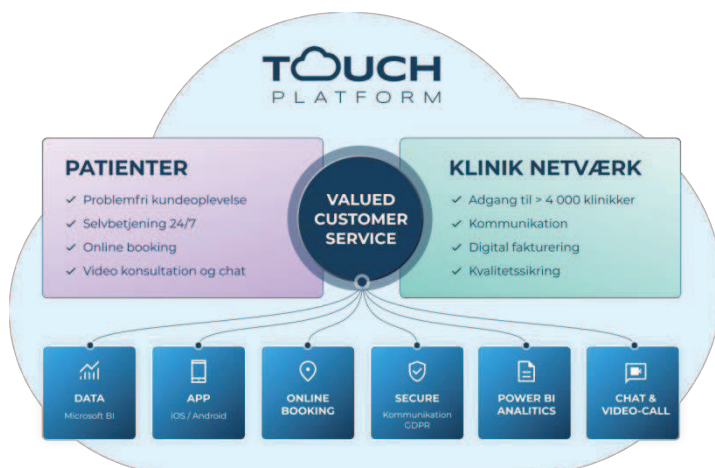 TOUCH
PLATFORM
PATIENTER
✓ Problemfri kundeoplevelse
✓ Selvbetjening 24/7
✓ Online booking
✓ Video konsultation og chat
VALUED
CUSTOMER
SERVICE
KLINIK NETVÆRK
✓ Adgang til > 4 000 klinikker
✓ Kommunikation
✓ Digital fakturering
✓ Kvalitetssikring
DATA
Microsoft BI
APP
iOS / Android
ONLINE
BOOKING
SECURE
Kommunikation
GDPR
POWER BI
ANALITICS
CHAT &
VIDEO-CALL